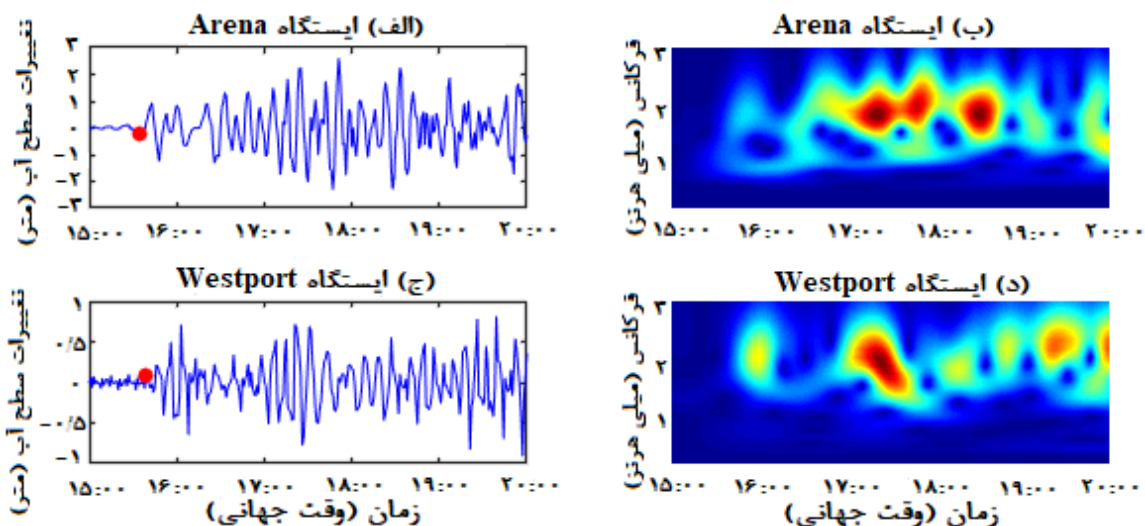 (الف) ایستگاه Arena
تغییرات سطح آب (متر)
۳
۲
۱
۰
-۱
-۲
-۳
۱۵:۰۰ ۱۶:۰۰ ۱۷:۰۰ ۱۸:۰۰ ۱۹:۰۰ ۲۰:۰۰
(ب) ایستگاه Arena
فرکانس (میلی هرتز)
۳
۲
۱
۱۵:۰۰ ۱۶:۰۰ ۱۷:۰۰ ۱۸:۰۰ ۱۹:۰۰ ۲۰:۰۰
(ج) ایستگاه Westport
تغییرات سطح آب (متر)
۱
۰/۵
۰
-۰/۵
-۱
۱۵:۰۰ ۱۶:۰۰ ۱۷:۰۰ ۱۸:۰۰ ۱۹:۰۰ ۲۰:۰۰
زمان (وقت جهانی)
(د) ایستگاه Westport
فرکانس (میلی هرتز)
۳
۲
۱
۱۵:۰۰ ۱۶:۰۰ ۱۷:۰۰ ۱۸:۰۰ ۱۹:۰۰ ۲۰:۰۰
زمان (وقت جهانی)